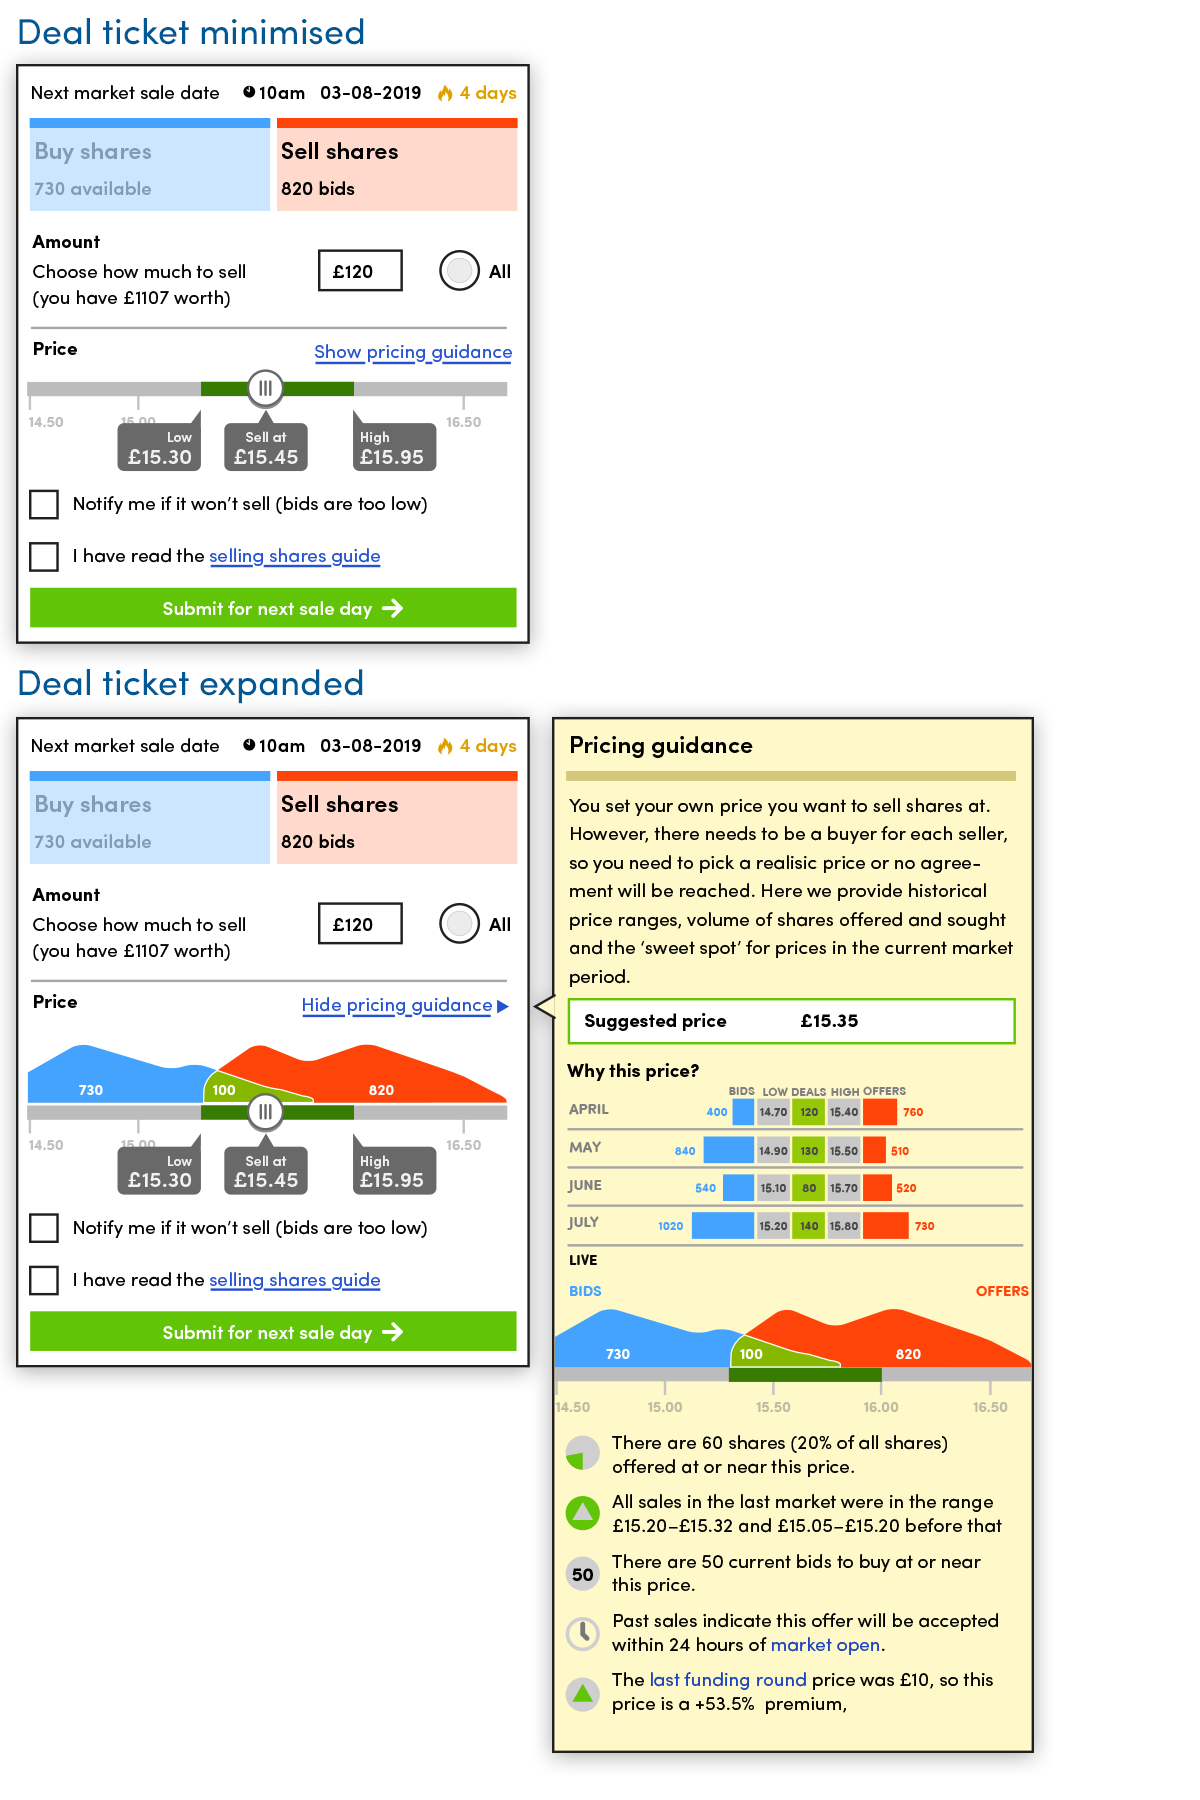 Deal ticket minimised
Next market sale date 10am 03-08-2019 4 days
Buy shares Sell shares
730 available 820 bids
Amount
Choose how much to sell £120 All
(you have £1107 worth)
Price Show pricing guidance
14.50 15.00 16.50
Low Sell at High
£15.30 £15.45 £15.95
Notify me if it won't sell (bids are too low)
I have read the selling shares guide
Submit for next sale day
Deal ticket expanded
Next market sale date 10am 03-08-2019 4 days
Buy shares Sell shares
730 available 820 bids
Amount
Choose how much to sell £120 All
(you have £1107 worth)
Price Hide pricing guidance
730 100 820
14.50 15.00 16.50
Low Sell at High
£15.30 £15.45 £15.95
Notify me if it won't sell (bids are too low)
I have read the selling shares guide
Submit for next sale day
Pricing guidance
You set your own price you want to sell shares at.
However, there needs to be a buyer for each seller,
so you need to pick a realisic price or no agree-
ment will be reached. Here we provide historical
price ranges, volume of shares offered and sought
and the 'sweet spot' for prices in the current market
period.
Suggested price £15.35
Why this price?
BIDS LOW DEALS HIGH OFFERS
APRIL 400 14.70 120 15.40 760
MAY 840 14.90 130 15.50 510
JUNE 540 15.10 80 15.70 520
JULY 1020 15.20 140 15.80 730
LIVE
BIDS OFFERS
730 100 820
14.50 15.00 15.50 16.00 16.50
There are 60 shares (20% of all shares)
offered at or near this price.
All sales in the last market were in the range
£15.20–£15.32 and £15.05–£15.20 before that
50 There are 50 current bids to buy at or near
this price.
Past sales indicate this offer will be accepted
within 24 hours of market open.
The last funding round price was £10, so this
price is a +53.5% premium,